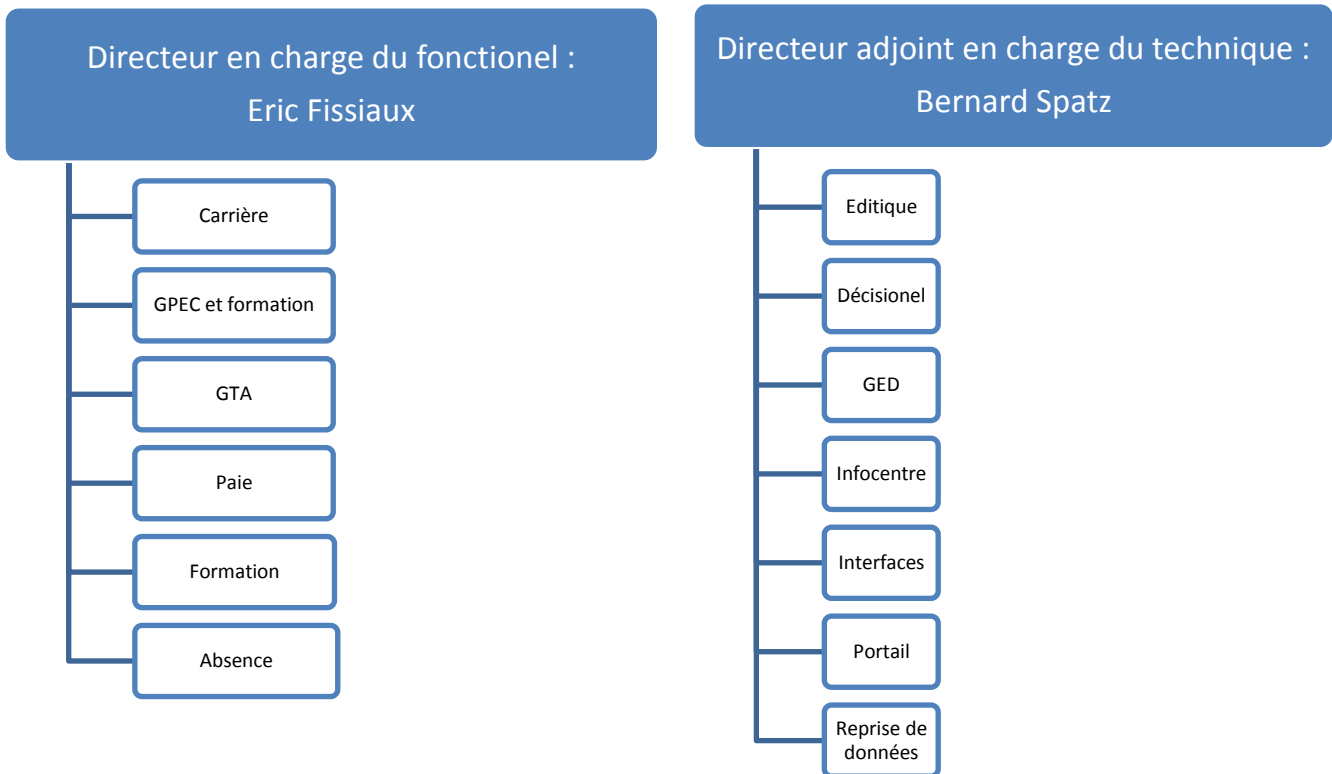 Directeur en charge du fonctionel :
Eric Fissiaux
Carrière
GPEC et formation
GTA
Paie
Formation
Absence
Directeur adjoint en charge du technique :
Bernard Spatz
Editique
Décisionel
GED
Infocentre
Interfaces
Portail
Reprise de
données